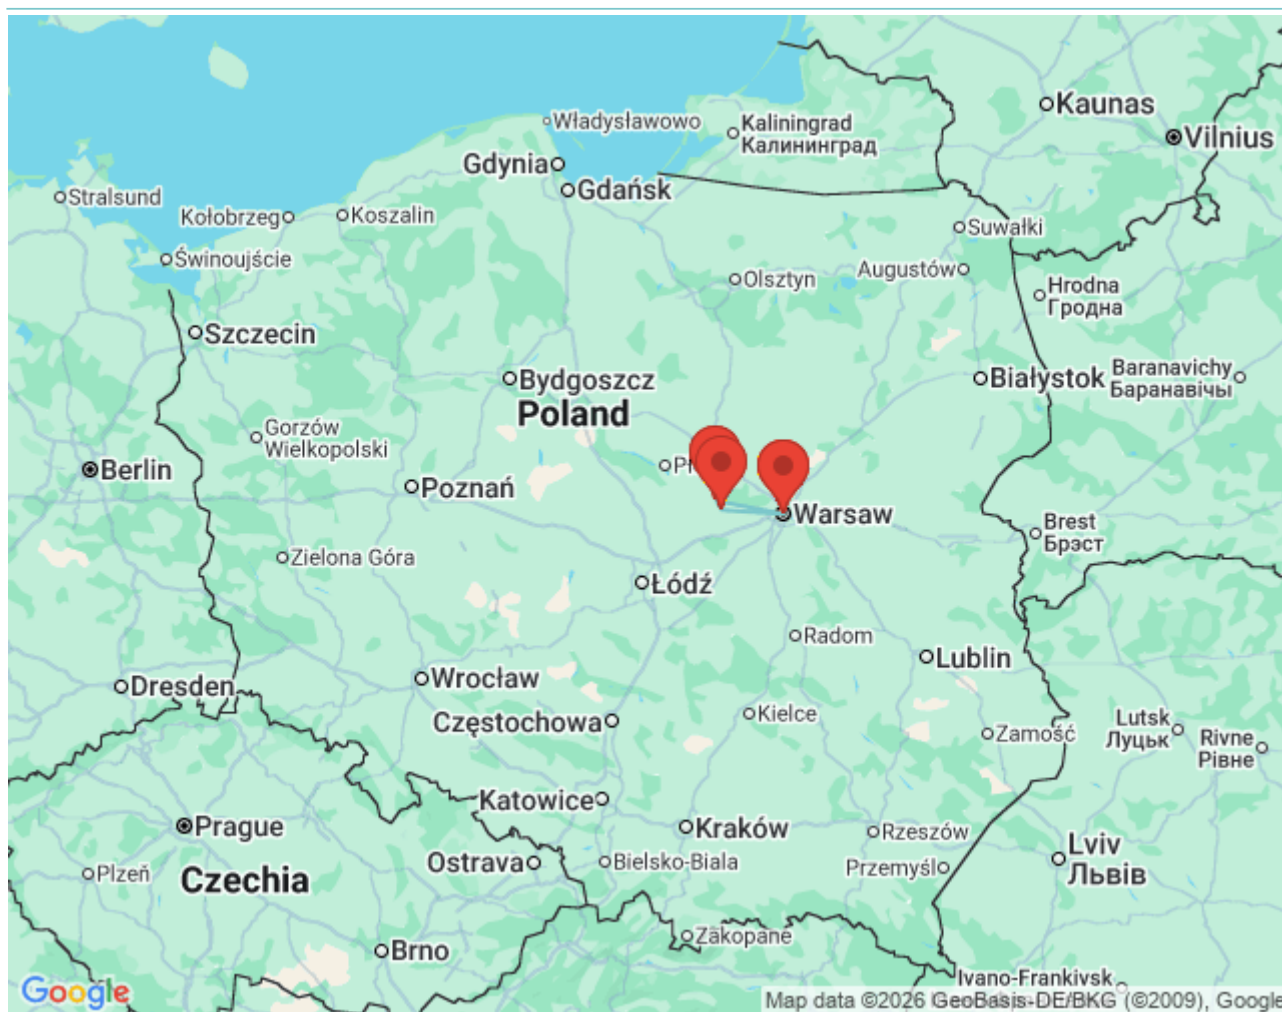 Kaunas
Vilnius
Władysławowo
Kaliningrad
Калининград
Gdynia
Gdańsk
Stralsund
Kołobrzeg
Koszalin
Suwałki
Świnoujście
Augustów
Olsztyn
Hrodna
Гродна
Szczecin
Bydgoszcz
Białystok
Baranavichy
Баранавічы
Poland
Gorzów
Wielkopolski
Berlin
Poznań
Warsaw
Brest
Брэст
Zielona Góra
Łódź
Radom
Lublin
Dresden
Wrocław
Częstochowa
Kielce
Zamość
Lutsk
Луцьк
Rivne
Рівне
Katowice
Prague
Kraków
Rzeszów
Lviv
Львів
Plzeň
Czechia
Ostrava
Bielsko-Biala
Przemyśl
Brno
Zakopane
Ivano-Frankivsk
Google
Map data ©2026 GeoBasis-DE/BKG (©2009), Google